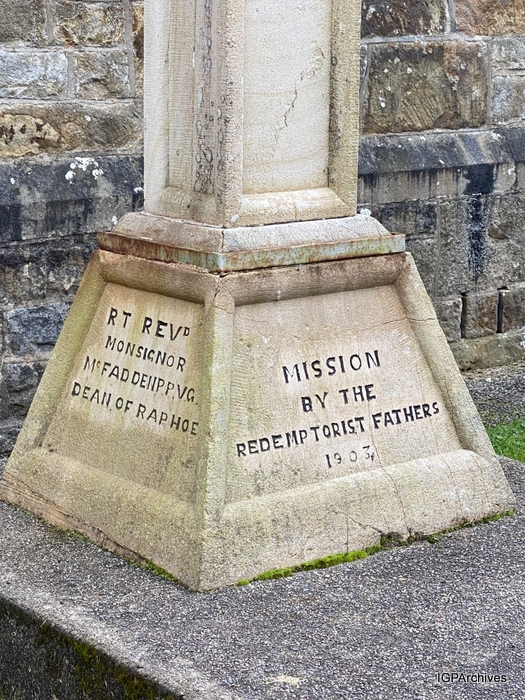 RT REVD
MONSIGNOR
McFADDEN P.P.V.G.
DEAN OF RAPHOE
MISSION
BY THE
REDEMPTORIST FATHERS
1903
IGPArchives